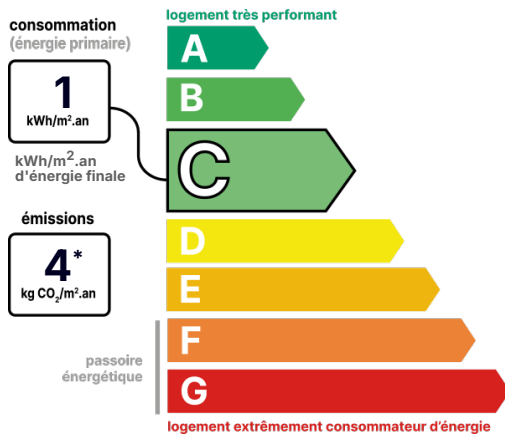 logement très performant
consommation
(énergie primaire)
1
kWh/m².an
kWh/m².an
d'énergie finale
émissions
4*
kg CO₂/m².an
A
B
C
D
E
F
G
passoire
énergétique
logement extrêmement consommateur d'énergie